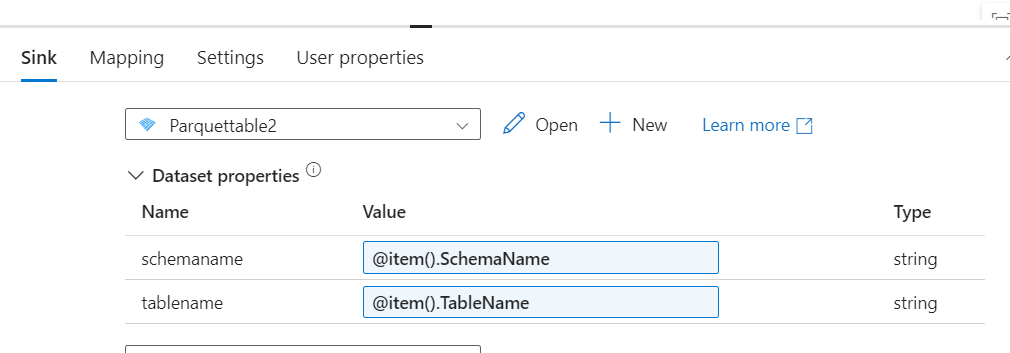 Sink Mapping Settings User properties
Parquettable2 Open New Learn more
Dataset properties
Name Value Type
schemaname @item().SchemaName string
tablename @item().TableName string